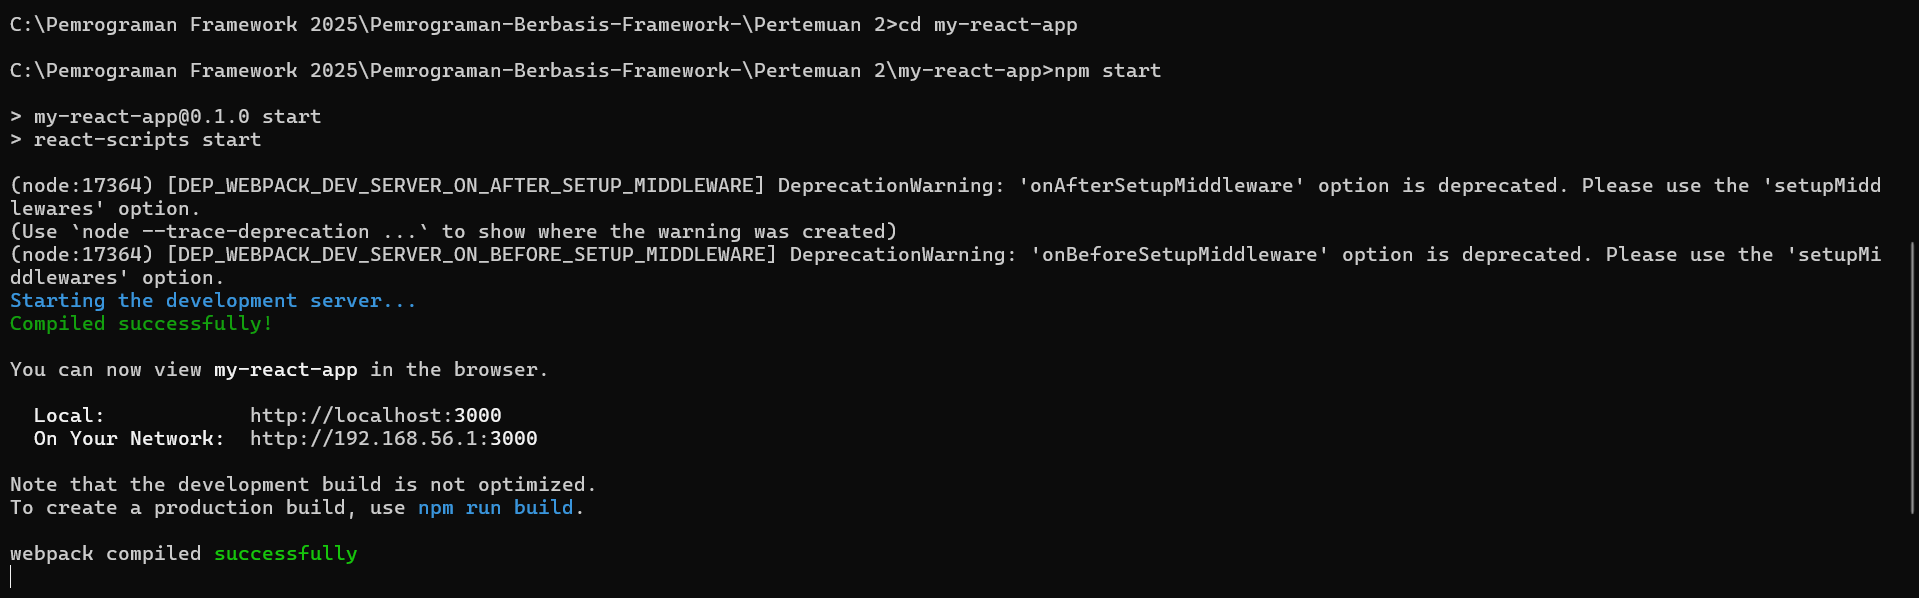 C:\Pemrograman Framework 2025\Pemrograman-Berbasis-Framework-\Pertemuan 2>cd my-react-app
C:\Pemrograman Framework 2025\Pemrograman-Berbasis-Framework-\Pertemuan 2\my-react-app>npm start
> my-react-app@0.1.0 start
> react-scripts start
(node:17364) [DEP_WEBPACK_DEV_SERVER_ON_AFTER_SETUP_MIDDLEWARE] DeprecationWarning: 'onAfterSetupMiddleware' option is deprecated. Please use the 'setupMidd
lewares' option.
(Use `node --trace-deprecation ...` to show where the warning was created)
(node:17364) [DEP_WEBPACK_DEV_SERVER_ON_BEFORE_SETUP_MIDDLEWARE] DeprecationWarning: 'onBeforeSetupMiddleware' option is deprecated. Please use the 'setupMi
ddlewares' option.
Starting the development server...
Compiled successfully!
You can now view my-react-app in the browser.
Local: http://localhost:3000
On Your Network: http://192.168.56.1:3000
Note that the development build is not optimized.
To create a production build, use npm run build.
webpack compiled successfully